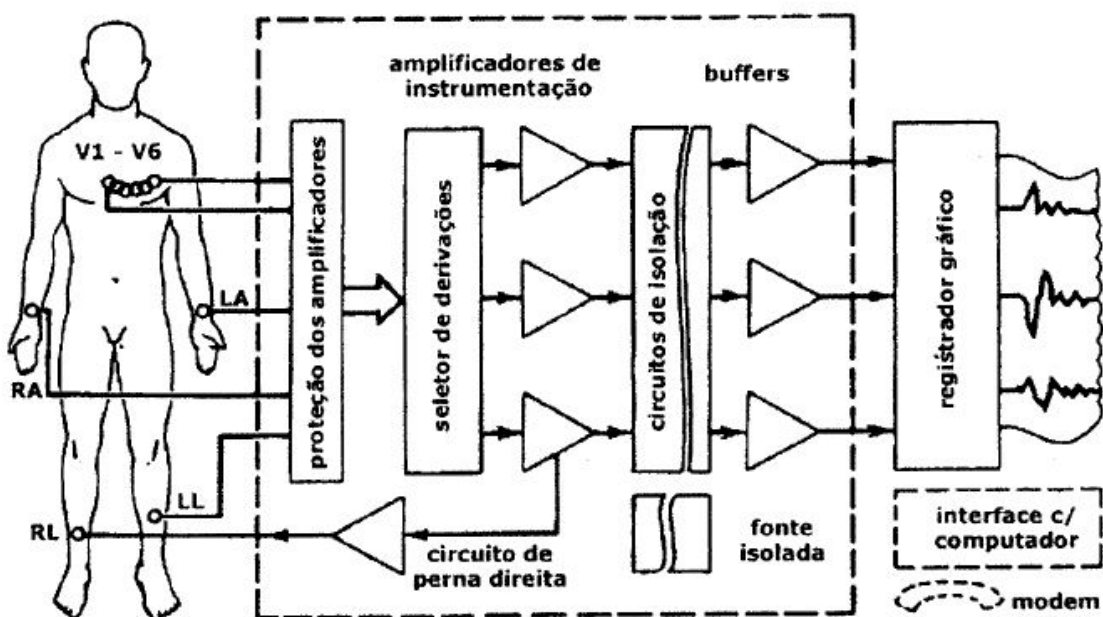 amplificadores de
instrumentação
buffers
V1 - V6
LA
RA
LL
RL
proteção dos amplificadores
seletor de derivações
circuitos de isolação
registrador gráfico
circuito de
perna direita
fonte
isolada
interface c/
computador
modem